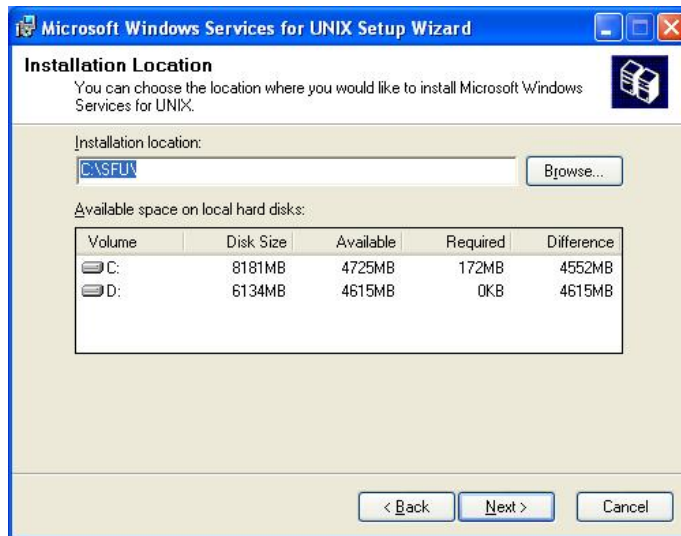 Microsoft Windows Services for UNIX Setup Wizard
Installation Location
You can choose the location where you would like to install Microsoft Windows
Services for UNIX.
Installation location:
C:\SFU\
Browse...
Available space on local hard disks:
Volume Disk Size Available Required Difference
C: 8181MB 4725MB 172MB 4552MB
D: 6134MB 4615MB 0KB 4615MB
< Back Next > Cancel